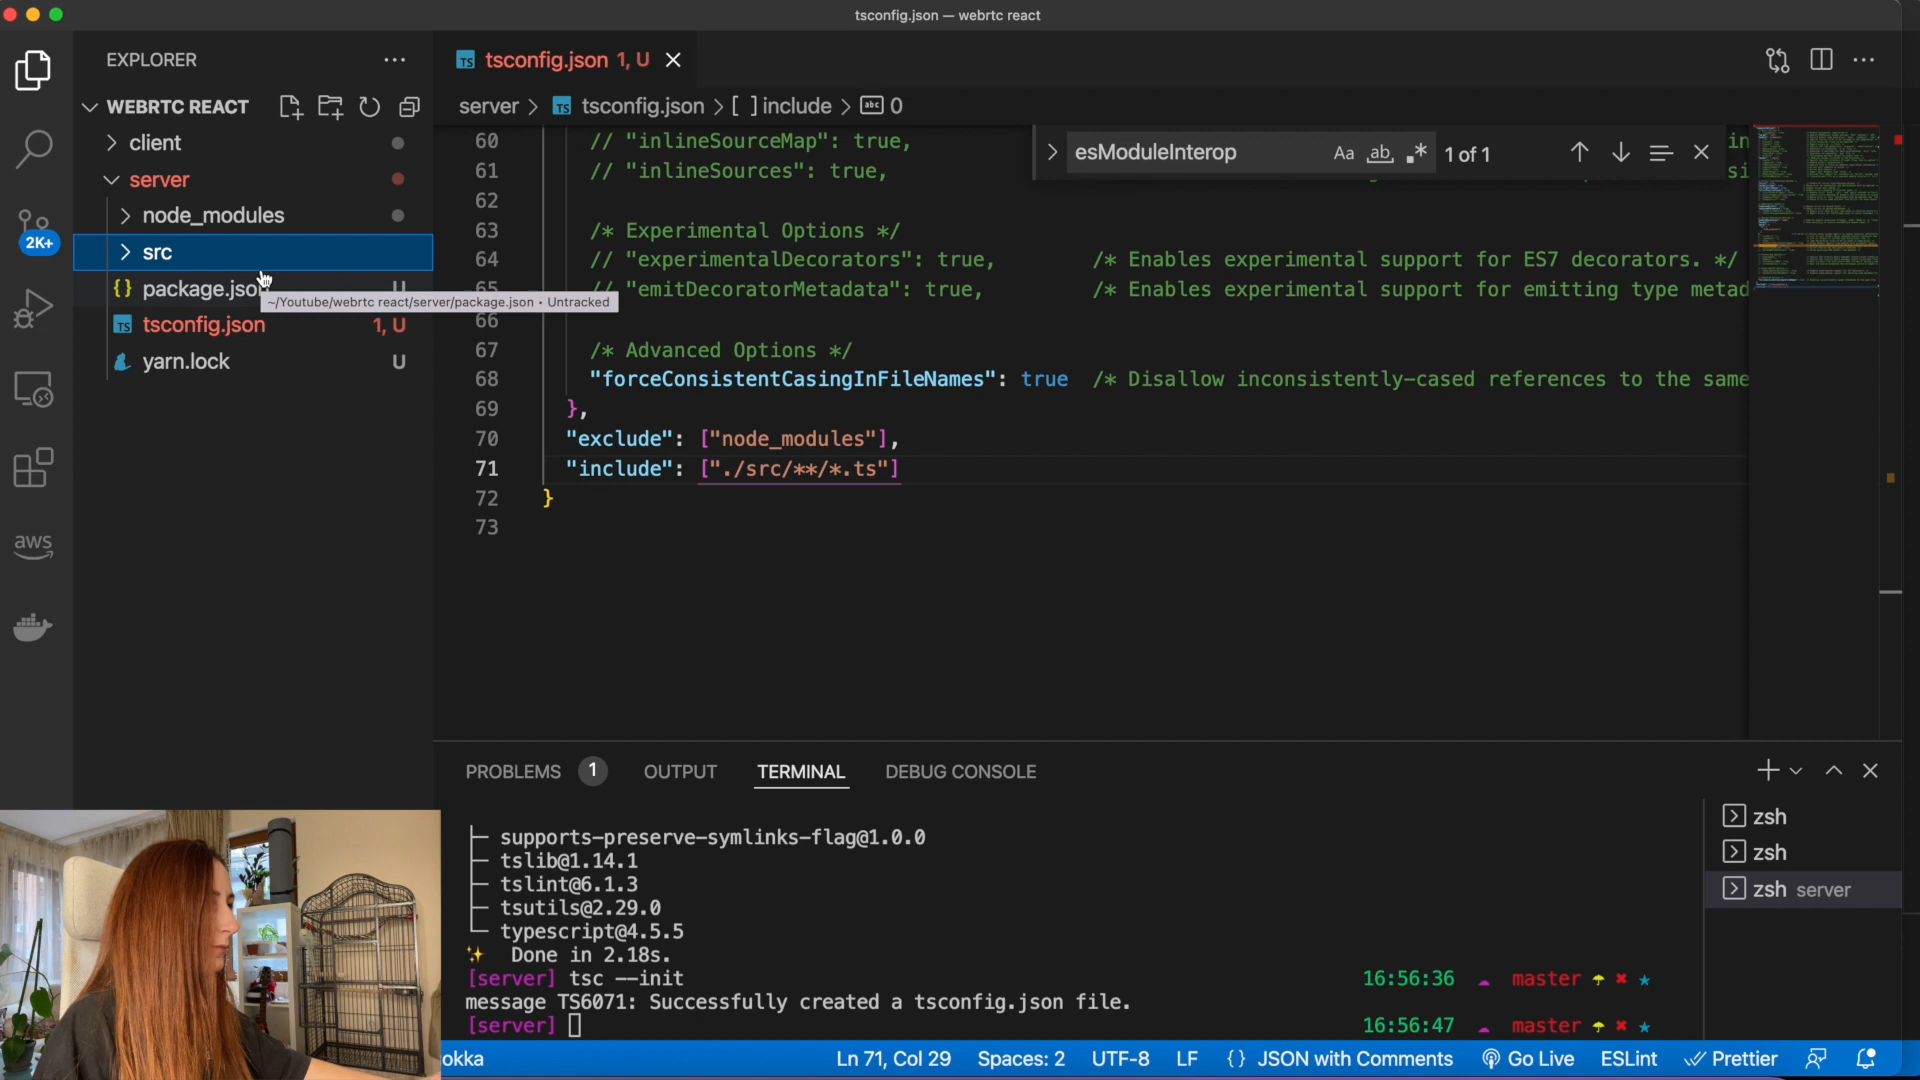 tsconfig.json — webrtc react
EXPLORER
WEBRTC REACT
client
server
node_modules
src
package.json
~/Youtube/webrtc react/server/package.json • Untracked
tsconfig.json 1, U
yarn.lock U
2K+
aws
tsconfig.json 1, U
server > tsconfig.json > [ ] include > abc 0
esModuleInterop Aa ab 1 of 1
60 // "inlineSourceMap": true,
61 // "inlineSources": true,
62
63 /* Experimental Options */
64 // "experimentalDecorators": true, /* Enables experimental support for ES7 decorators. */
65 // "emitDecoratorMetadata": true, /* Enables experimental support for emitting type metad
66
67 /* Advanced Options */
68 "forceConsistentCasingInFileNames": true /* Disallow inconsistently-cased references to the same
69 },
70 "exclude": ["node_modules"],
71 "include": ["./src/**/*.ts"]
72 }
73
PROBLEMS 1 OUTPUT TERMINAL DEBUG CONSOLE
├─ supports-preserve-symlinks-flag@1.0.0
├─ tslib@1.14.1
├─ tslint@6.1.3
├─ tsutils@2.29.0
└─ typescript@4.5.5
✨ Done in 2.18s.
[server] tsc --init 16:56:36 master
message TS6071: Successfully created a tsconfig.json file.
[server] 16:56:47 master
zsh
zsh
zsh server
okka Ln 71, Col 29 Spaces: 2 UTF-8 LF {} JSON with Comments Go Live ESLint Prettier